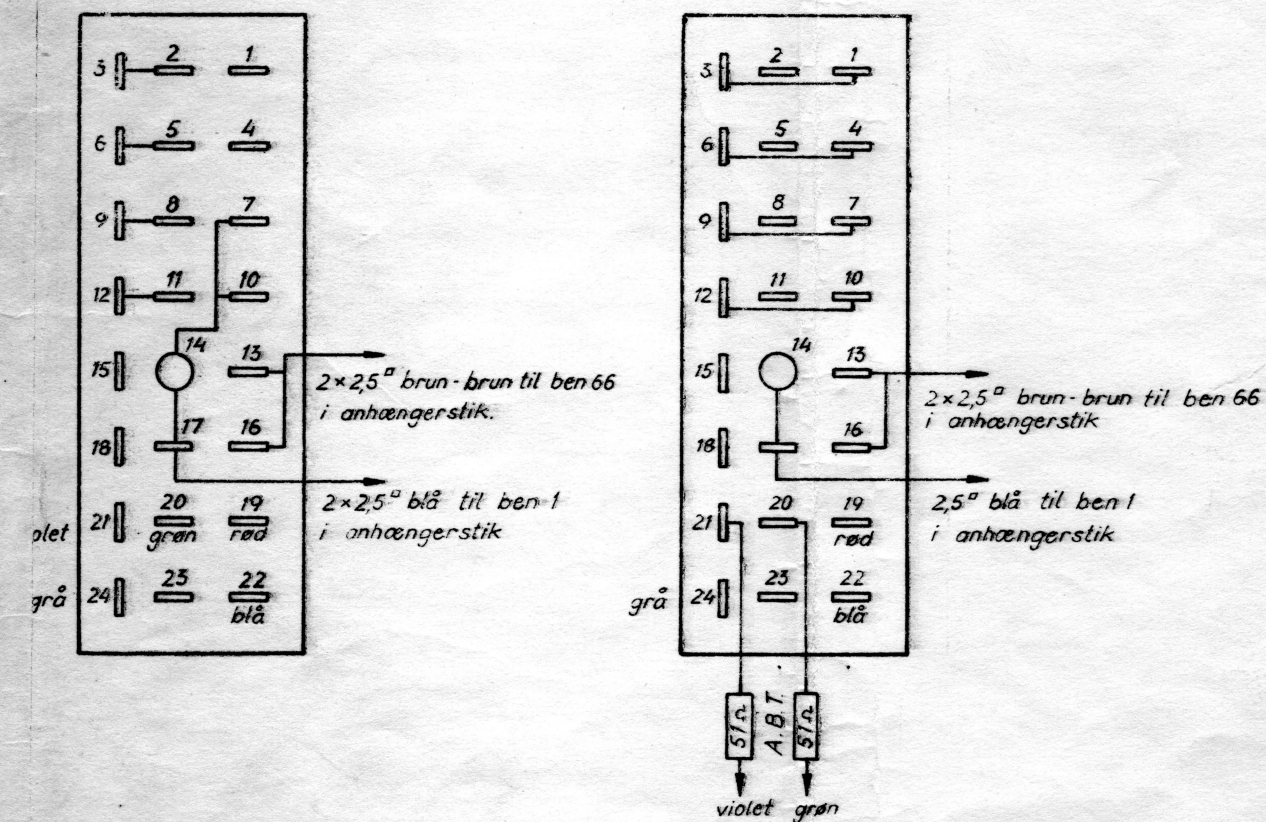 3 2 1
6 5 4
9 8 7
12 11 10
15 14 13
2×2,5▫ brun-brun til ben 66
i anhængerstik.
18 17 16
2×2,5▫ blå til ben 1
i anhængerstik
21 20 19
grøn rød
24 23 22
grå
blå
3 2 1
6 5 4
9 8 7
12 11 10
15 14 13
2×2,5▫ brun-brun til ben 66
i anhængerstik
18 16
2,5▫ blå til ben 1
i anhængerstik
21 20 19
rød
grå 24 23 22
blå
51Ω A.B.T. 51Ω
violet grøn